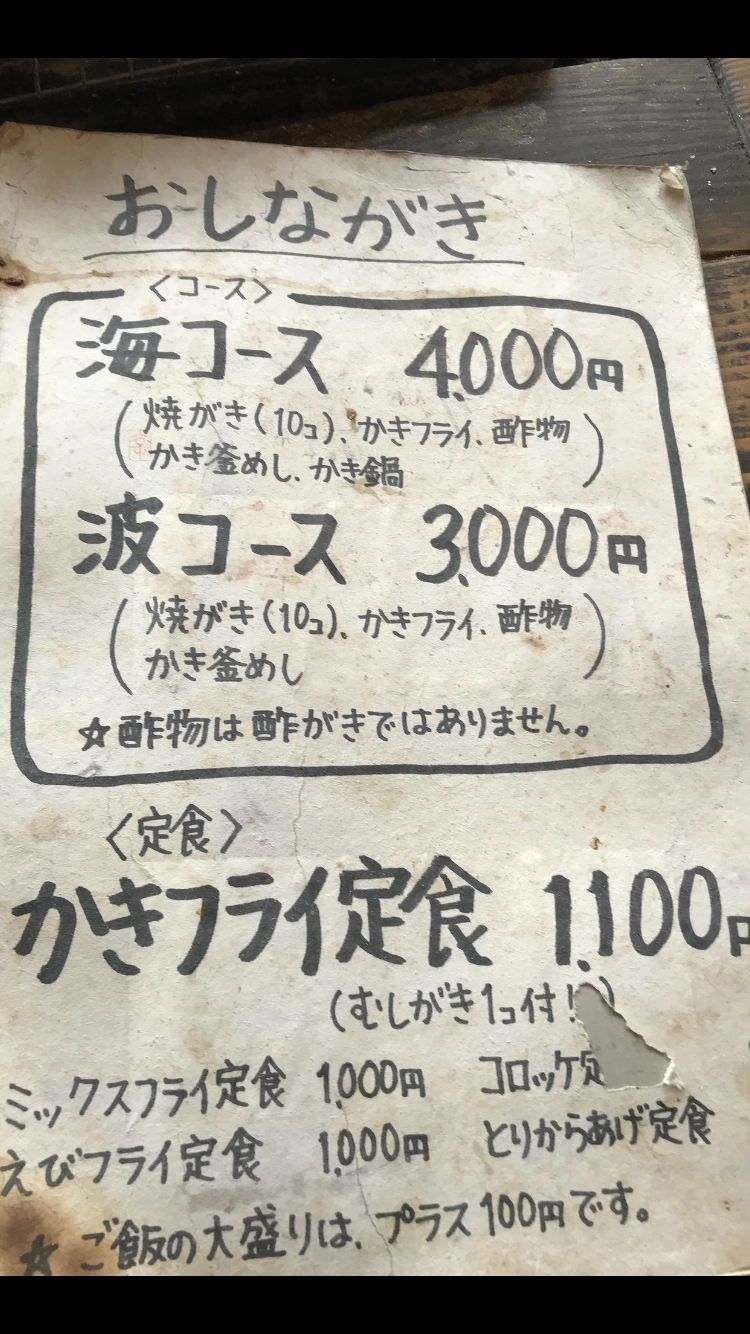 おしながき
〈コース〉
海コース 4,000円
(焼がき(10コ)、かきフライ、酢物
かき釜めし、かき鍋)
波コース 3,000円
(焼がき(10コ)、かきフライ、酢物
かき釜めし)
☆酢物は酢がきではありません。
〈定食〉
かきフライ定食 1,100円
(むしがき1コ付!)
ミックスフライ定食 1,000円 コロッケ定
えびフライ定食 1,000円 とりからあげ定食
☆ご飯の大盛りは、プラス100円です。